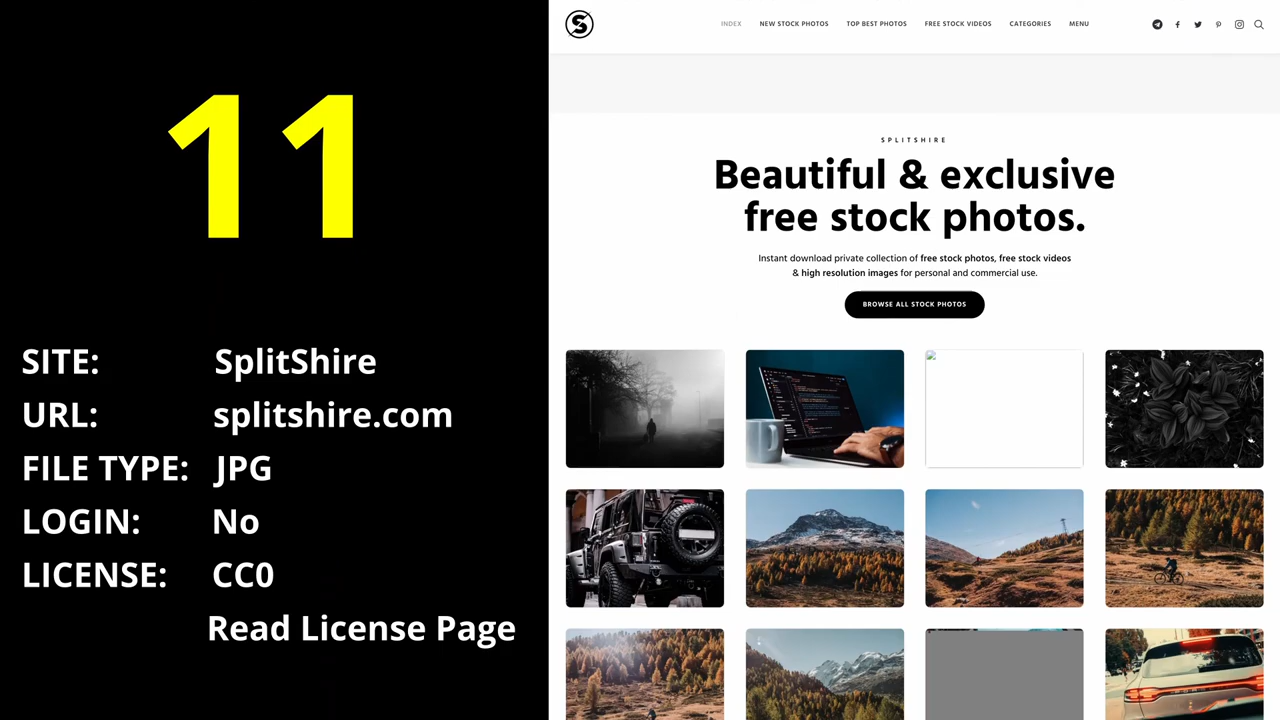 11
SITE: SplitShire
URL: splitshire.com
FILE TYPE: JPG
LOGIN: No
LICENSE: CC0
Read License Page
S
INDEX NEW STOCK PHOTOS TOP BEST PHOTOS FREE STOCK VIDEOS CATEGORIES MENU
SPLITSHIRE
Beautiful & exclusive
free stock photos.
Instant download private collection of free stock photos, free stock videos
& high resolution images for personal and commercial use.
BROWSE ALL STOCK PHOTOS